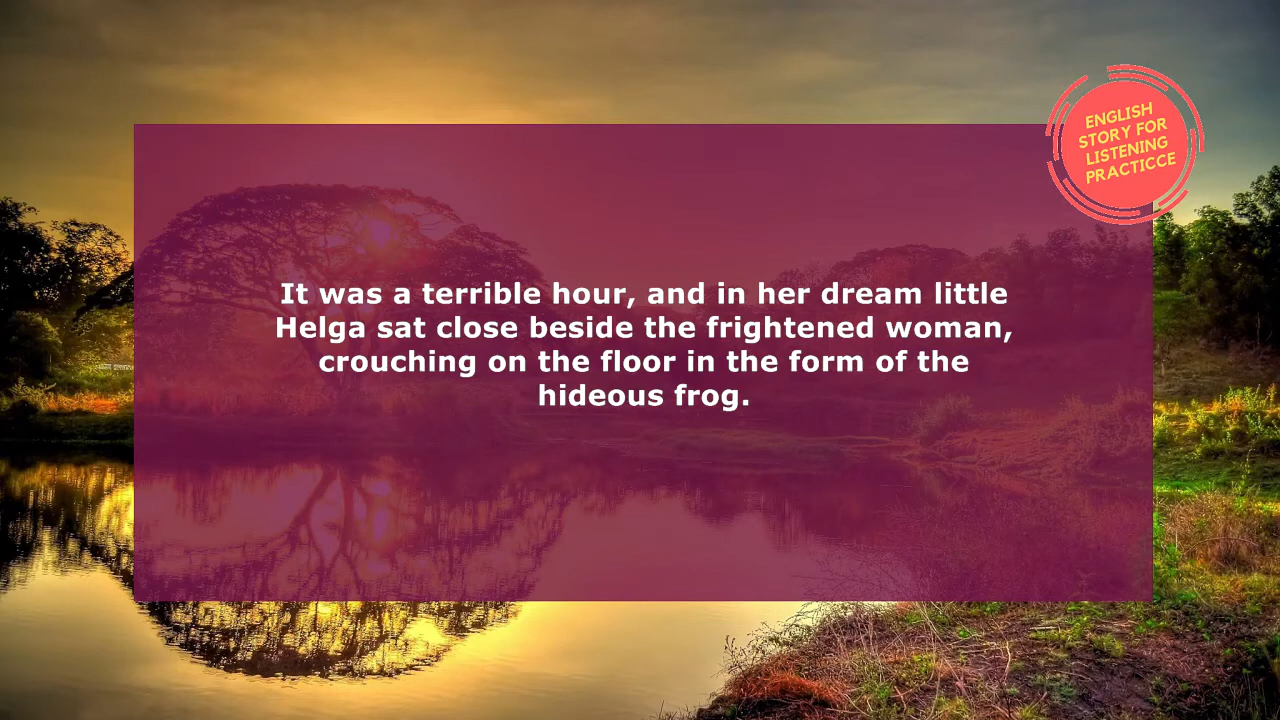 ENGLISH
STORY FOR
LISTENING
PRACTICCE
It was a terrible hour, and in her dream little
Helga sat close beside the frightened woman,
crouching on the floor in the form of the
hideous frog.